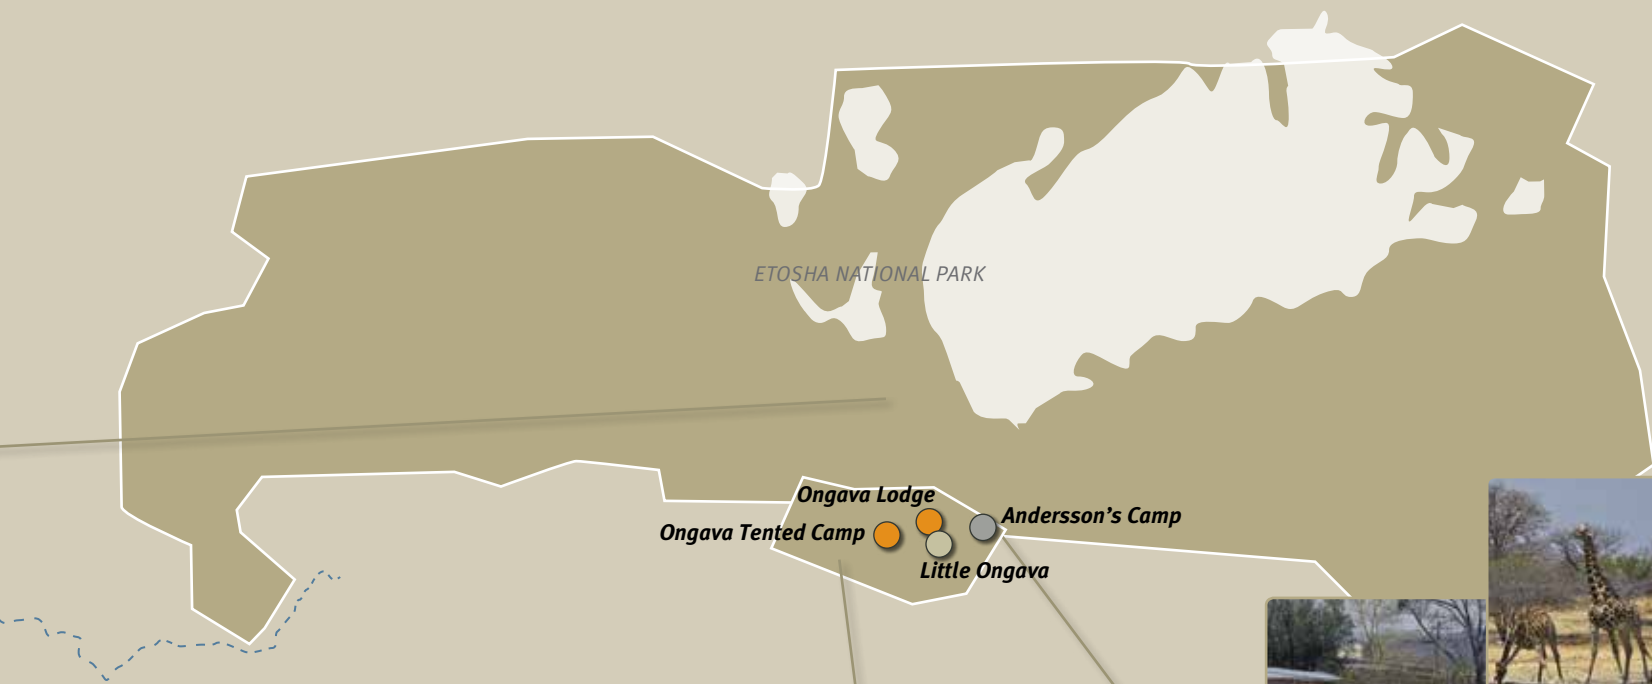 ETOSHA NATIONAL PARK
Ongava Lodge
Andersson’s Camp
Ongava Tented Camp
Little Ongava